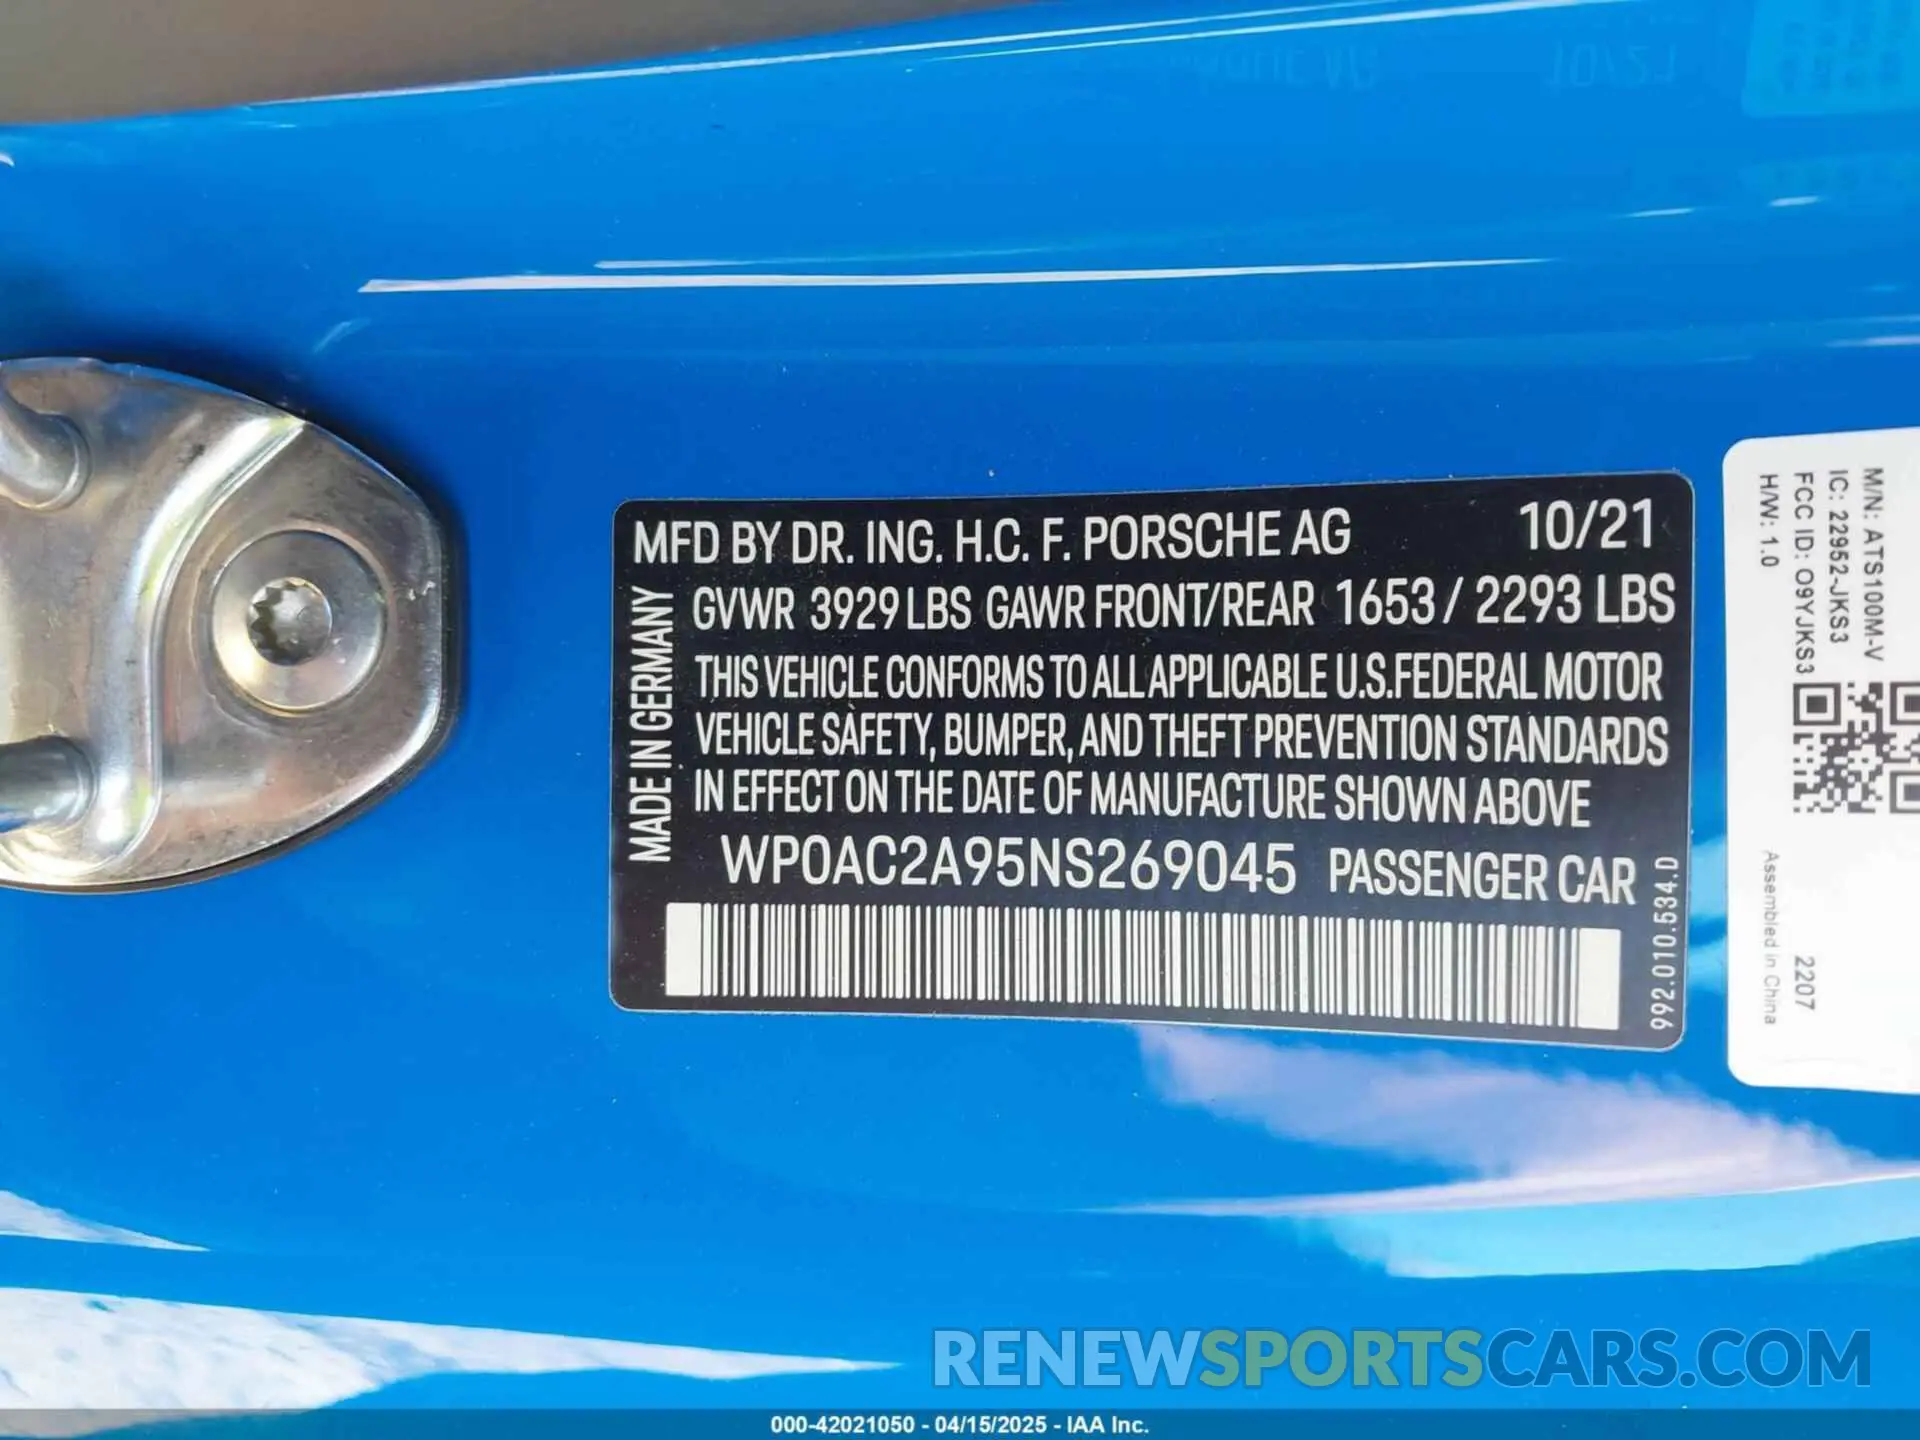 MFD BY DR. ING. H.C. F. PORSCHE AG 10/21
GVWR 3929 LBS GAWR FRONT/REAR 1653 / 2293 LBS
THIS VEHICLE CONFORMS TO ALL APPLICABLE U.S.FEDERAL MOTOR
VEHICLE SAFETY, BUMPER, AND THEFT PREVENTION STANDARDS
IN EFFECT ON THE DATE OF MANUFACTURE SHOWN ABOVE
WP0AC2A95NS269045 PASSENGER CAR
MADE IN GERMANY
992.010.534.D
M/N: ATS100M-V
IC: 22952-JKS3
FCC ID: O9YJKS3
H/W: 1.0
2207
Assembled in China
10/21
RENEWSPORTSCARS.COM
000-42021050 - 04/15/2025 - IAA Inc.